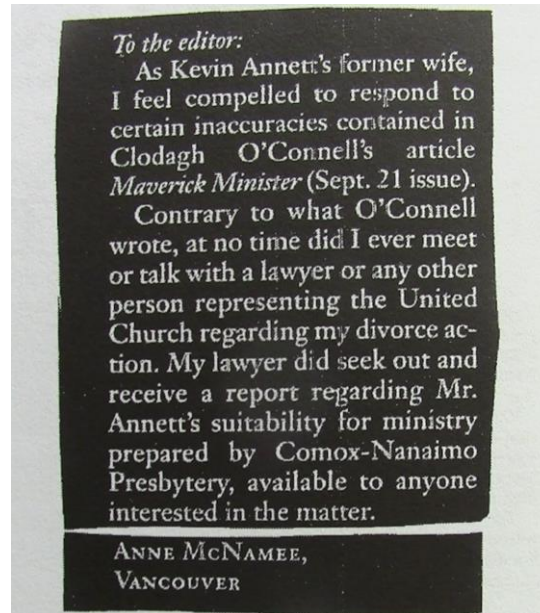 To the editor:
As Kevin Annett's former wife,
I feel compelled to respond to
certain inaccuracies contained in
Clodagh O'Connell's article
Maverick Minister (Sept. 21 issue).
Contrary to what O'Connell
wrote, at no time did I ever meet
or talk with a lawyer or any other
person representing the United
Church regarding my divorce ac-
tion. My lawyer did seek out and
receive a report regarding Mr.
Annett's suitability for ministry
prepared by Comox-Nanaimo
Presbytery, available to anyone
interested in the matter.
ANNE MCNAMEE,
VANCOUVER